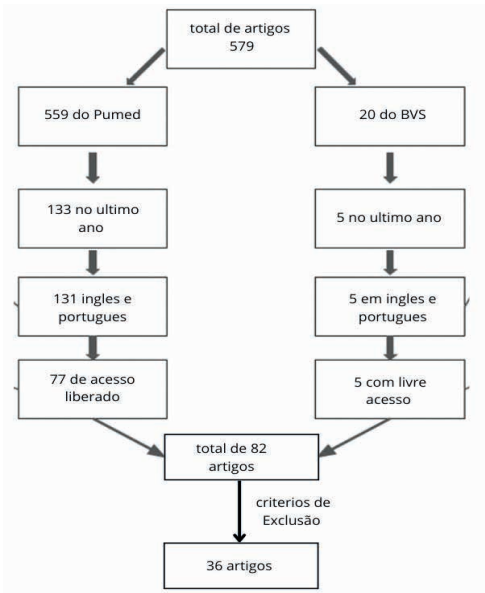 total de artigos
579
559 do Pumed
20 do BVS
133 no ultimo
ano
5 no ultimo ano
131 ingles e
portugues
5 em ingles e
portugues
77 de acesso
liberado
5 com livre
acesso
total de 82
artigos
criterios de
Exclusão
36 artigos